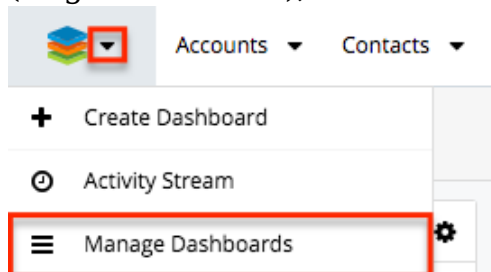 Accounts Contacts
Create Dashboard
Activity Stream
Manage Dashboards